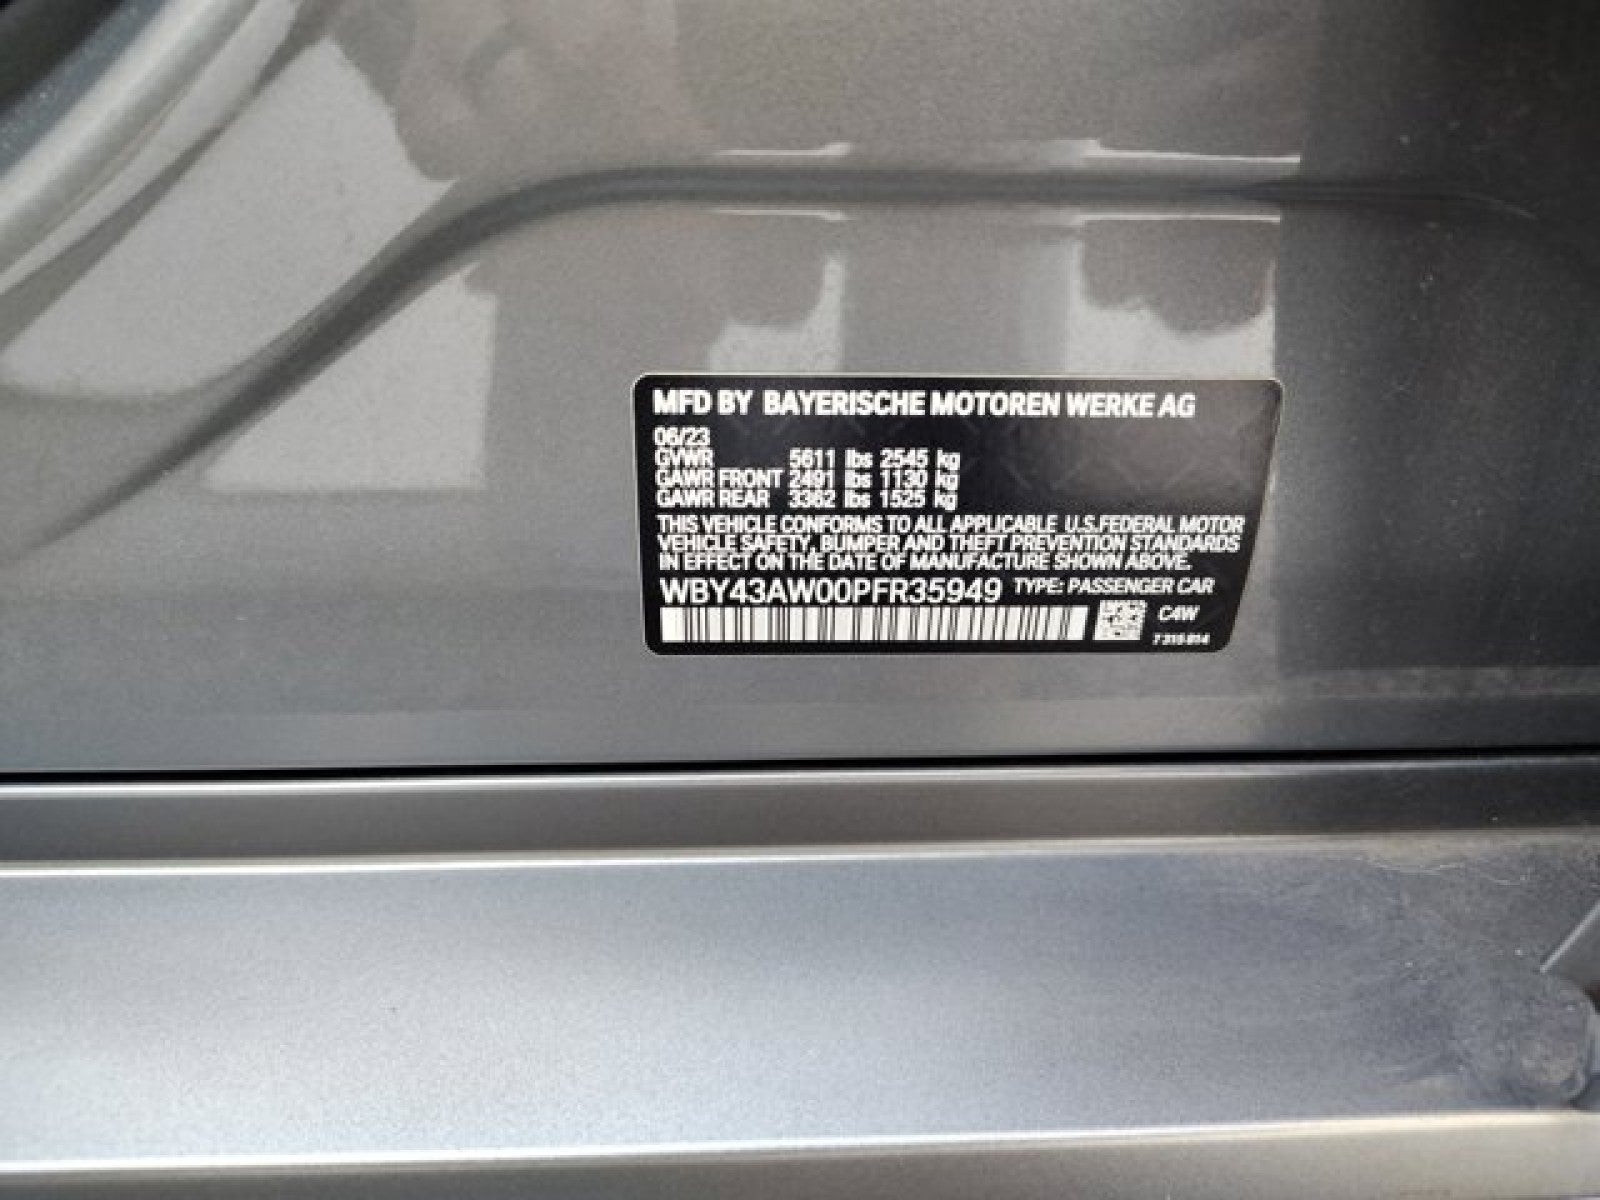 MFD BY BAYERISCHE MOTOREN WERKE AG
06/23
GVWR 5611 lbs 2545 kg
GAWR FRONT 2491 lbs 1130 kg
GAWR REAR 3362 lbs 1525 kg
THIS VEHICLE CONFORMS TO ALL APPLICABLE U.S.FEDERAL MOTOR
VEHICLE SAFETY, BUMPER AND THEFT PREVENTION STANDARDS
IN EFFECT ON THE DATE OF MANUFACTURE SHOWN ABOVE.
WBY43AW00PFR35949 TYPE: PASSENGER CAR
C4W